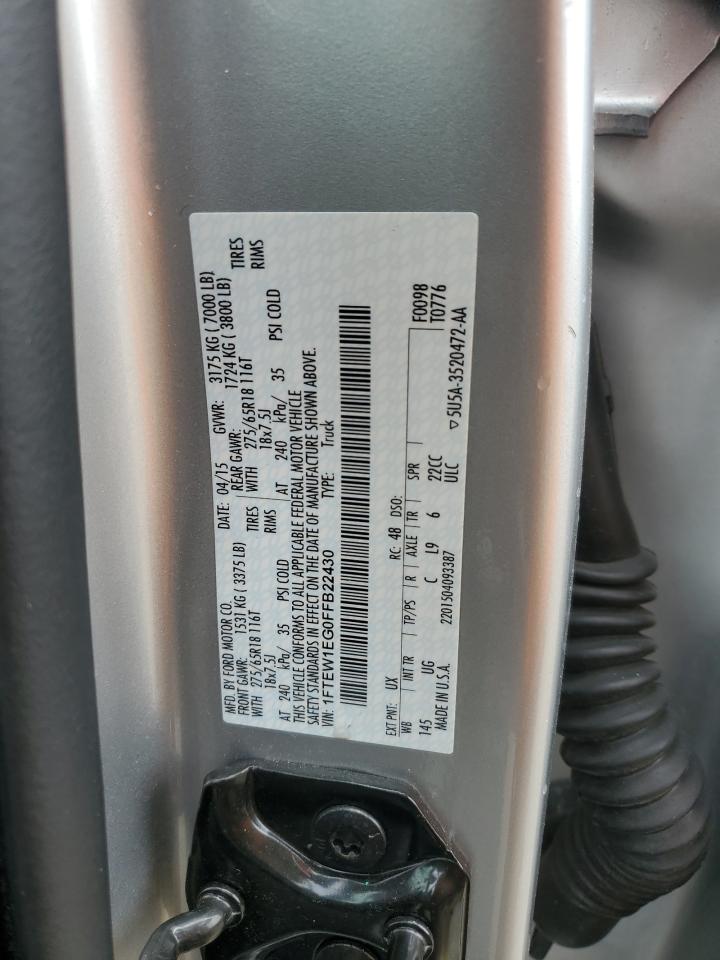 MFD. BY FORD MOTOR CO.
DATE: 04/15 GVWR: 3175 KG ( 7000 LB)
FRONT GAWR: 1531 KG ( 3375 LB) REAR GAWR: 1724 KG ( 3800 LB)
WITH 275/65R18 116T TIRES WITH 275/65R18 116T TIRES
18x7.5J RIMS 18x7.5J RIMS
AT 240 kPa/ 35 PSI COLD AT 240 kPa/ 35 PSI COLD
THIS VEHICLE CONFORMS TO ALL APPLICABLE FEDERAL MOTOR VEHICLE
SAFETY STANDARDS IN EFFECT ON THE DATE OF MANUFACTURE SHOWN ABOVE.
VIN: 1FTEW1EG0FFB22430 TYPE: Truck
EXT PNT: UX RC: 48 DSO: F0098
WB INT TR TP/PS R AXLE TR SPR T0776
145 UG C L9 6 22CC
MADE IN U.S.A. 2201504093387 ULC
▽5U5A-3520472-AA